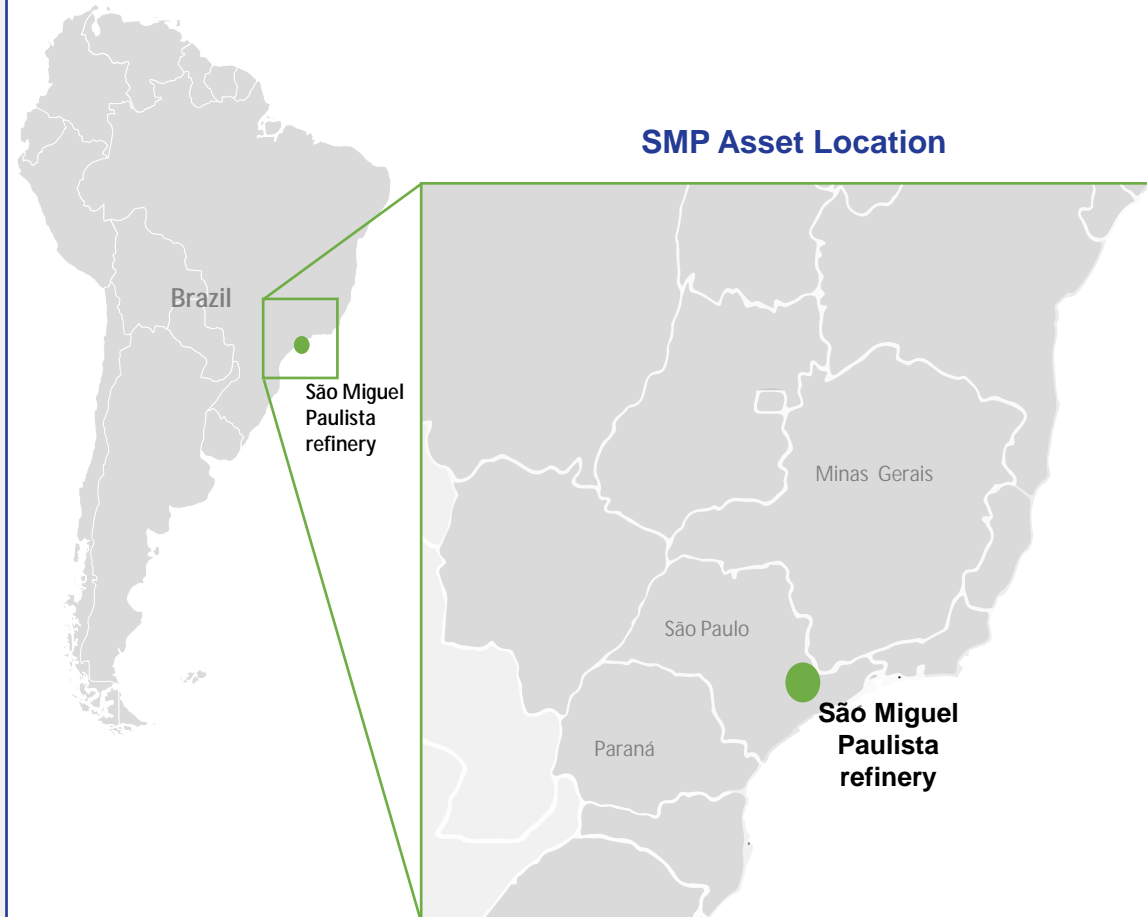 SMP Asset Location
Brazil
São Miguel
Paulista
refinery
Minas Gerais
São Paulo
São Miguel
Paulista
refinery
Paraná